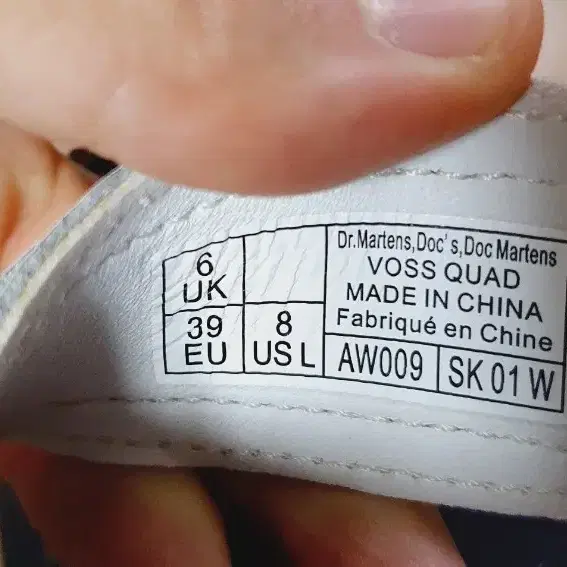 Dr.Martens,Doc's,Doc Martens
VOSS QUAD
MADE IN CHINA
Fabriqué en Chine
6
UK
39
EU
8
US L
AW009
SK 01 W